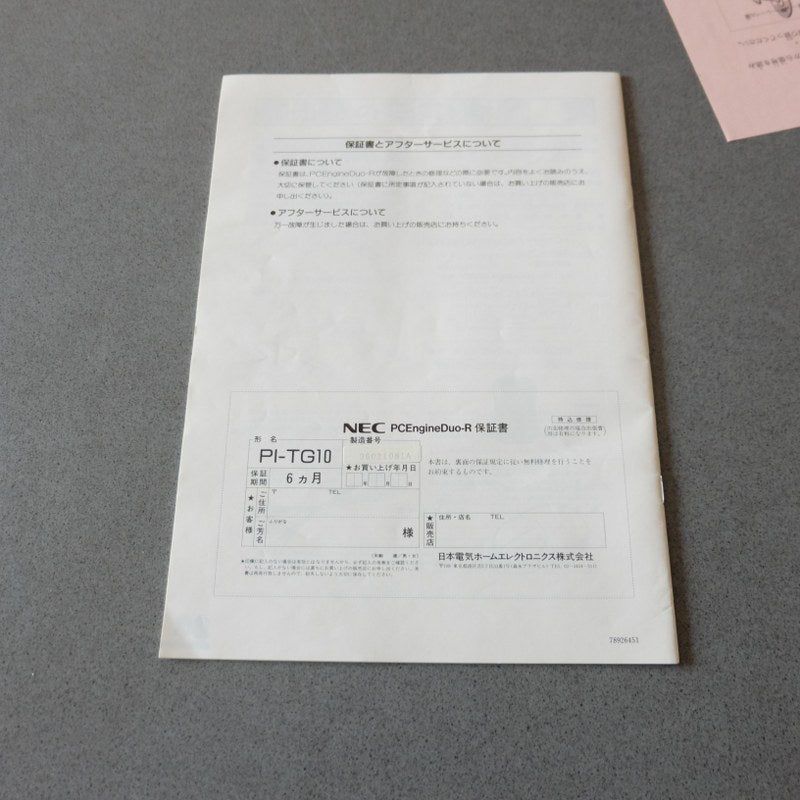 保証書とアフターサービスについて
●保証書について
保証書は、PCEngineDuo-Rが故障したときの修理などの際に必要です。内容をよくお読みのうえ、
大切に保管してください（保証書に所定事項が記入されていない場合は、お買い上げの販売店にお
申し出ください）。
●アフターサービスについて
万一故障が生じました場合は、お買い上げの販売店にお持ちください。
NEC PCEngineDuo-R 保証書
持込修理
形名
製造番号
PI-TG10
保証期間
6ヵ月
★お買い上げ年月日
年 月 日
本書は、裏面の保証規定に従い無料修理を行うことを
お約束するものです。
★お客様
ご住所
〒 TEL
ご芳名
ふりがな
様
★販売店
住所・店名 TEL
日本電気ホームエレクトロニクス株式会社
78926451